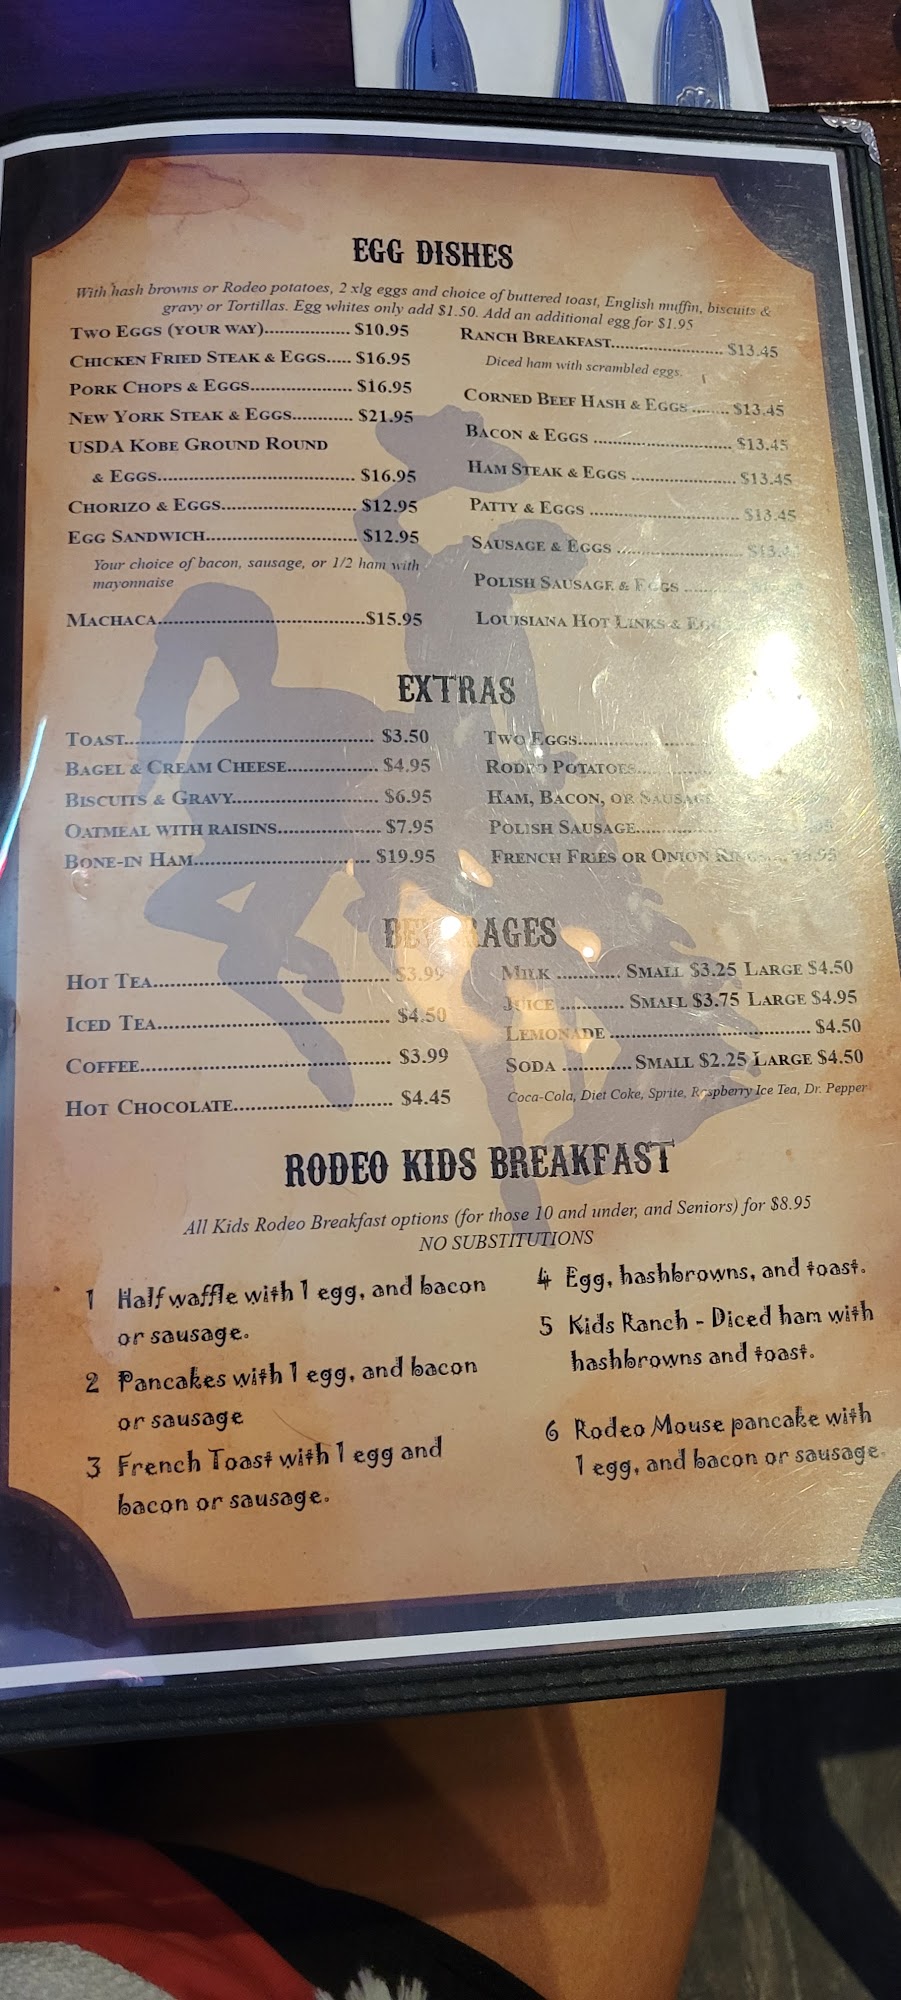 EGG DISHES
With hash browns or Rodeo potatoes, 2 xlg eggs and choice of buttered toast, English muffin, biscuits &
gravy or Tortillas. Egg whites only add $1.50. Add an additional egg for $1.95
TWO EGGS (YOUR WAY)................. $10.95
CHICKEN FRIED STEAK & EGGS..... $16.95
PORK CHOPS & EGGS.................... $16.95
NEW YORK STEAK & EGGS............ $21.95
USDA KOBE GROUND ROUND
& EGGS....................................... $16.95
CHORIZO & EGGS........................... $12.95
EGG SANDWICH.............................. $12.95
Your choice of bacon, sausage, or 1/2 ham with
mayonnaise
MACHACA.........................................$15.95
RANCH BREAKFAST....................... $13.45
Diced ham with scrambled eggs.
CORNED BEEF HASH & EGGS ........ $13.45
BACON & EGGS ............................ $13.45
HAM STEAK & EGGS ..................... $13.45
PATTY & EGGS .............................. $13.45
SAUSAGE & EGGS .........................
POLISH SAUSAGE & EGGS ..........
LOUISIANA HOT LINKS &
EXTRAS
TOAST.................................................. $3.50
BAGEL & CREAM CHEESE.................. $4.95
BISCUITS & GRAVY............................. $6.95
OATMEAL WITH RAISINS..................... $7.95
BONE-IN HAM................................... $19.95
TWO EGGS.......................
RODEO POTATOES.............
HAM, BACON, OR SAUSAGE
POLISH SAUSAGE..............
FRENCH FRIES OR ONION RINGS
BEVERAGES
HOT TEA............................................... $3.99
ICED TEA.............................................. $4.50
COFFEE................................................. $3.99
HOT CHOCOLATE................................ $4.45
MILK ............ SMALL $3.25 LARGE $4.50
JUICE ............ SMALL $3.75 LARGE $4.95
LEMONADE ........................................ $4.50
SODA ............. SMALL $2.25 LARGE $4.50
Coca-Cola, Diet Coke, Sprite, Raspberry Ice Tea, Dr. Pepper
RODEO KIDS BREAKFAST
All Kids Rodeo Breakfast options (for those 10 and under, and Seniors) for $8.95
NO SUBSTITUTIONS
1 Half waffle with 1 egg, and bacon
or sausage.
2 Pancakes with 1 egg, and bacon
or sausage
3 French Toast with 1 egg and
bacon or sausage.
4 Egg, hashbrowns, and toast.
5 Kids Ranch - Diced ham with
hashbrowns and toast.
6 Rodeo Mouse pancake with
1 egg, and bacon or sausage.